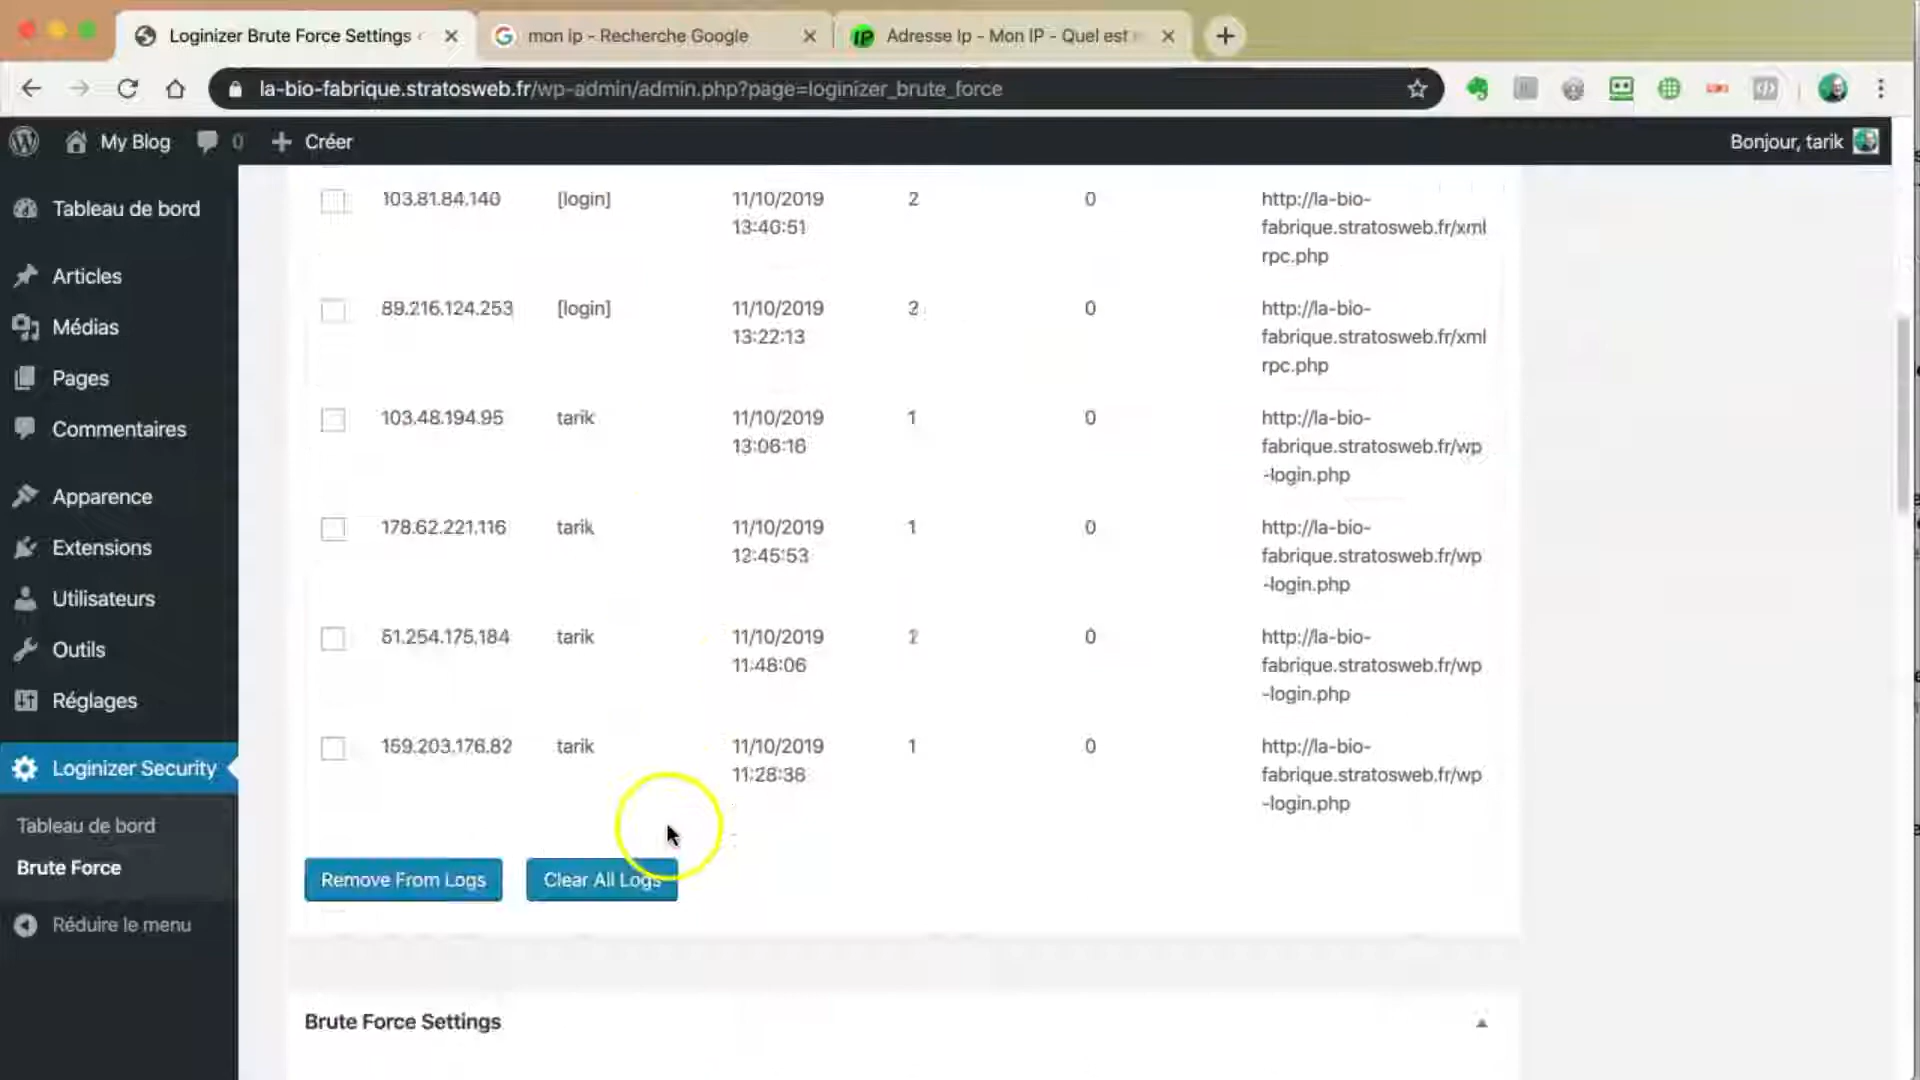 Loginizer Brute Force Settings
mon ip - Recherche Google
IP Adresse Ip - Mon IP - Quel est
la-bio-fabrique.stratosweb.fr/wp-admin/admin.php?page=loginizer_brute_force
My Blog 0 + Créer
Bonjour, tarik
Tableau de bord
Articles
Médias
Pages
Commentaires
Apparence
Extensions
Utilisateurs
Outils
Réglages
Loginizer Security
Tableau de bord
Brute Force
Réduire le menu
103.81.84.140 [login] 11/10/2019 2 0 http://la-bio-
13:46:51 fabrique.stratosweb.fr/xml
rpc.php
89.216.124.253 [login] 11/10/2019 2 0 http://la-bio-
13:22:13 fabrique.stratosweb.fr/xml
rpc.php
103.48.194.95 tarik 11/10/2019 1 0 http://la-bio-
13:06:16 fabrique.stratosweb.fr/wp
-login.php
178.62.221.116 tarik 11/10/2019 1 0 http://la-bio-
12:45:53 fabrique.stratosweb.fr/wp
-login.php
51.254.175.184 tarik 11/10/2019 2 0 http://la-bio-
11:48:06 fabrique.stratosweb.fr/wp
-login.php
159.203.176.82 tarik 11/10/2019 1 0 http://la-bio-
11:28:38 fabrique.stratosweb.fr/wp
-login.php
Remove From Logs Clear All Logs
Brute Force Settings